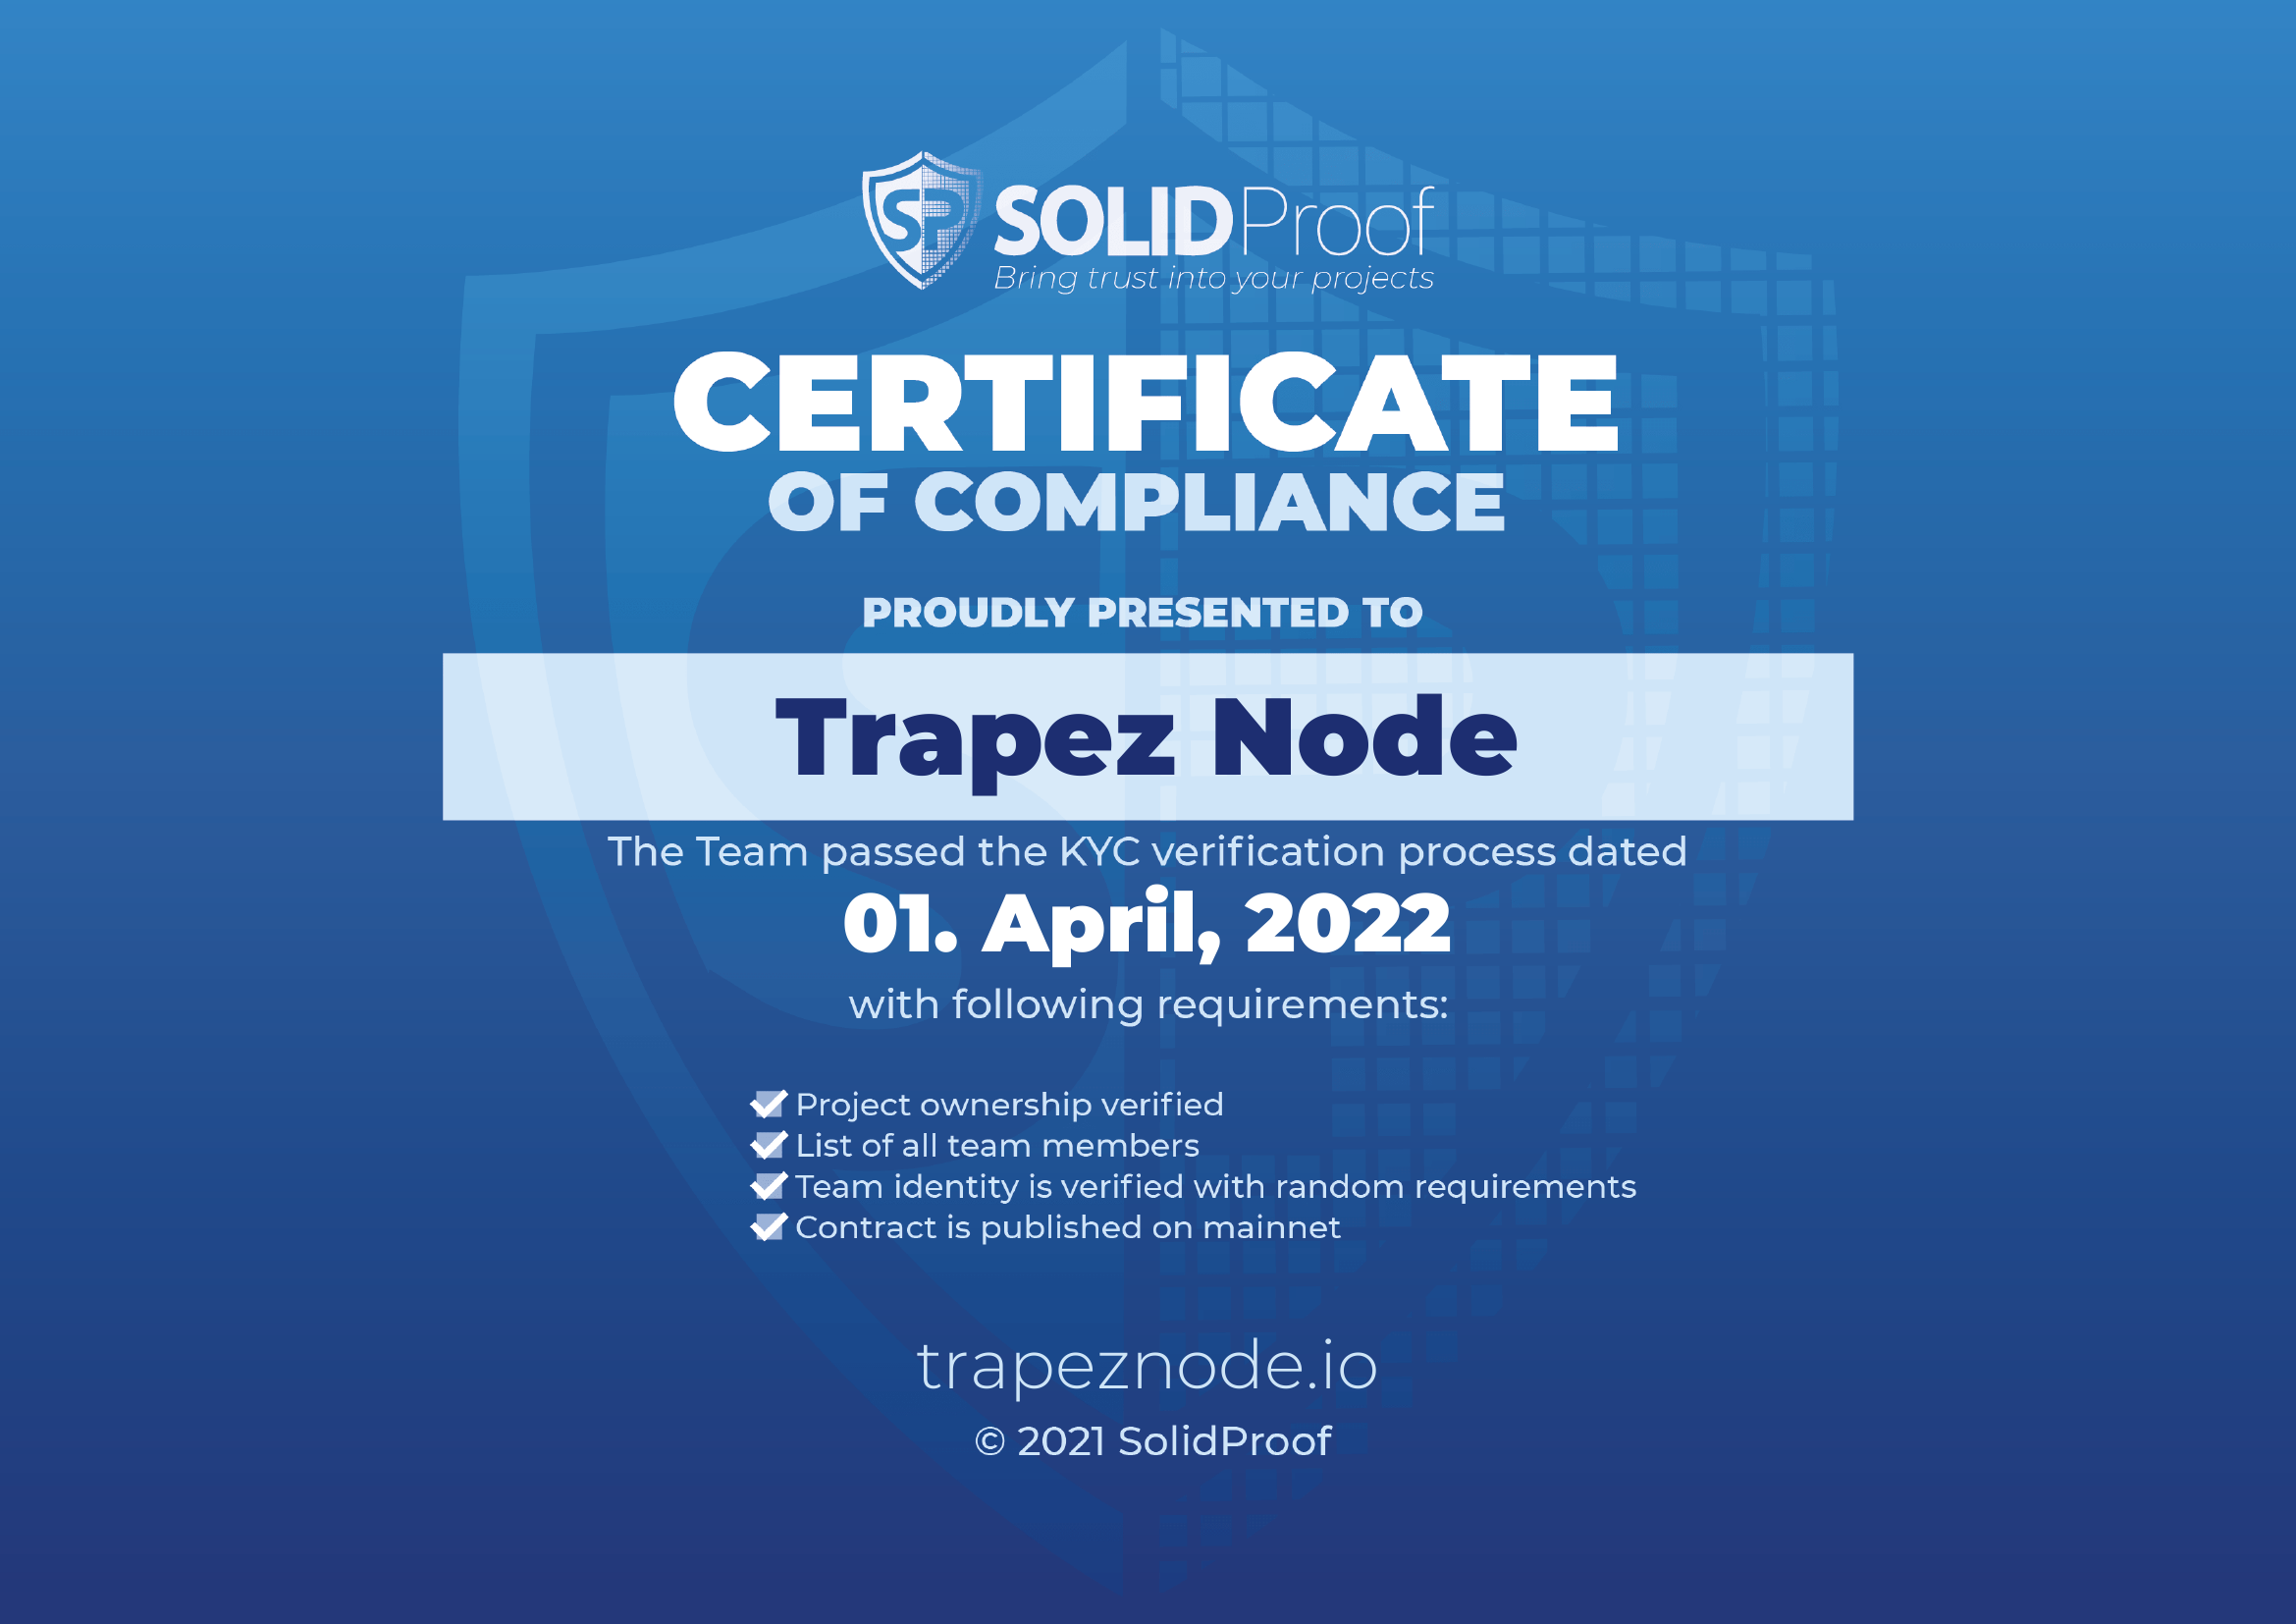 SP
SOLIDProof
Bring trust into your projects
CERTIFICATE
OF COMPLIANCE
PROUDLY PRESENTED TO
Trapez Node
The Team passed the KYC verification process dated
01. April, 2022
with following requirements:
Project ownership verified
List of all team members
Team identity is verified with random requirements
Contract is published on mainnet
trapeznode.io
© 2021 SolidProof